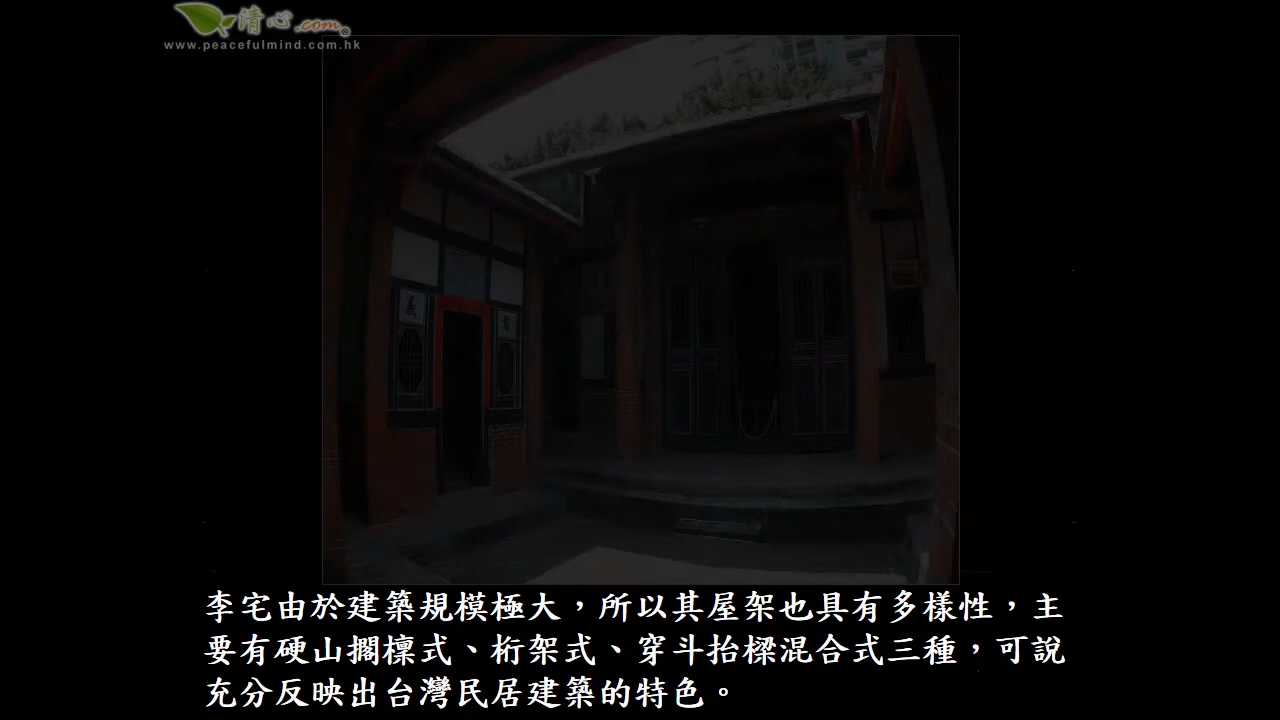 清心.com®
www.peacefulmind.com.hk
義
李宅由於建築規模極大，所以其屋架也具有多樣性，主
要有硬山擱檁式、桁架式、穿斗抬樑混合式三種，可說
充分反映出台灣民居建築的特色。